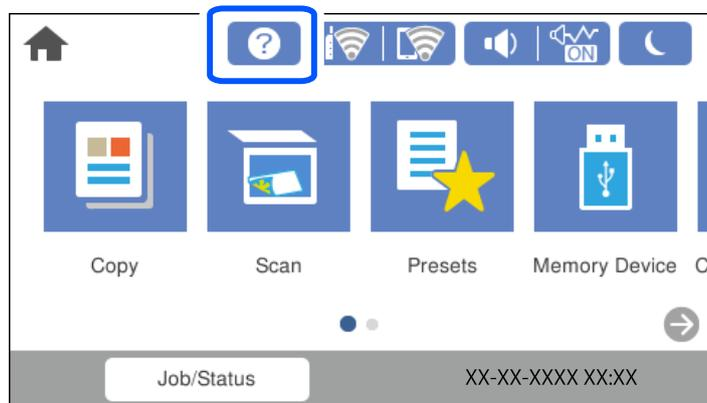 ?
ON
Copy
Scan
Presets
Memory Device
C
Job/Status
XX-XX-XXXX XX:XX